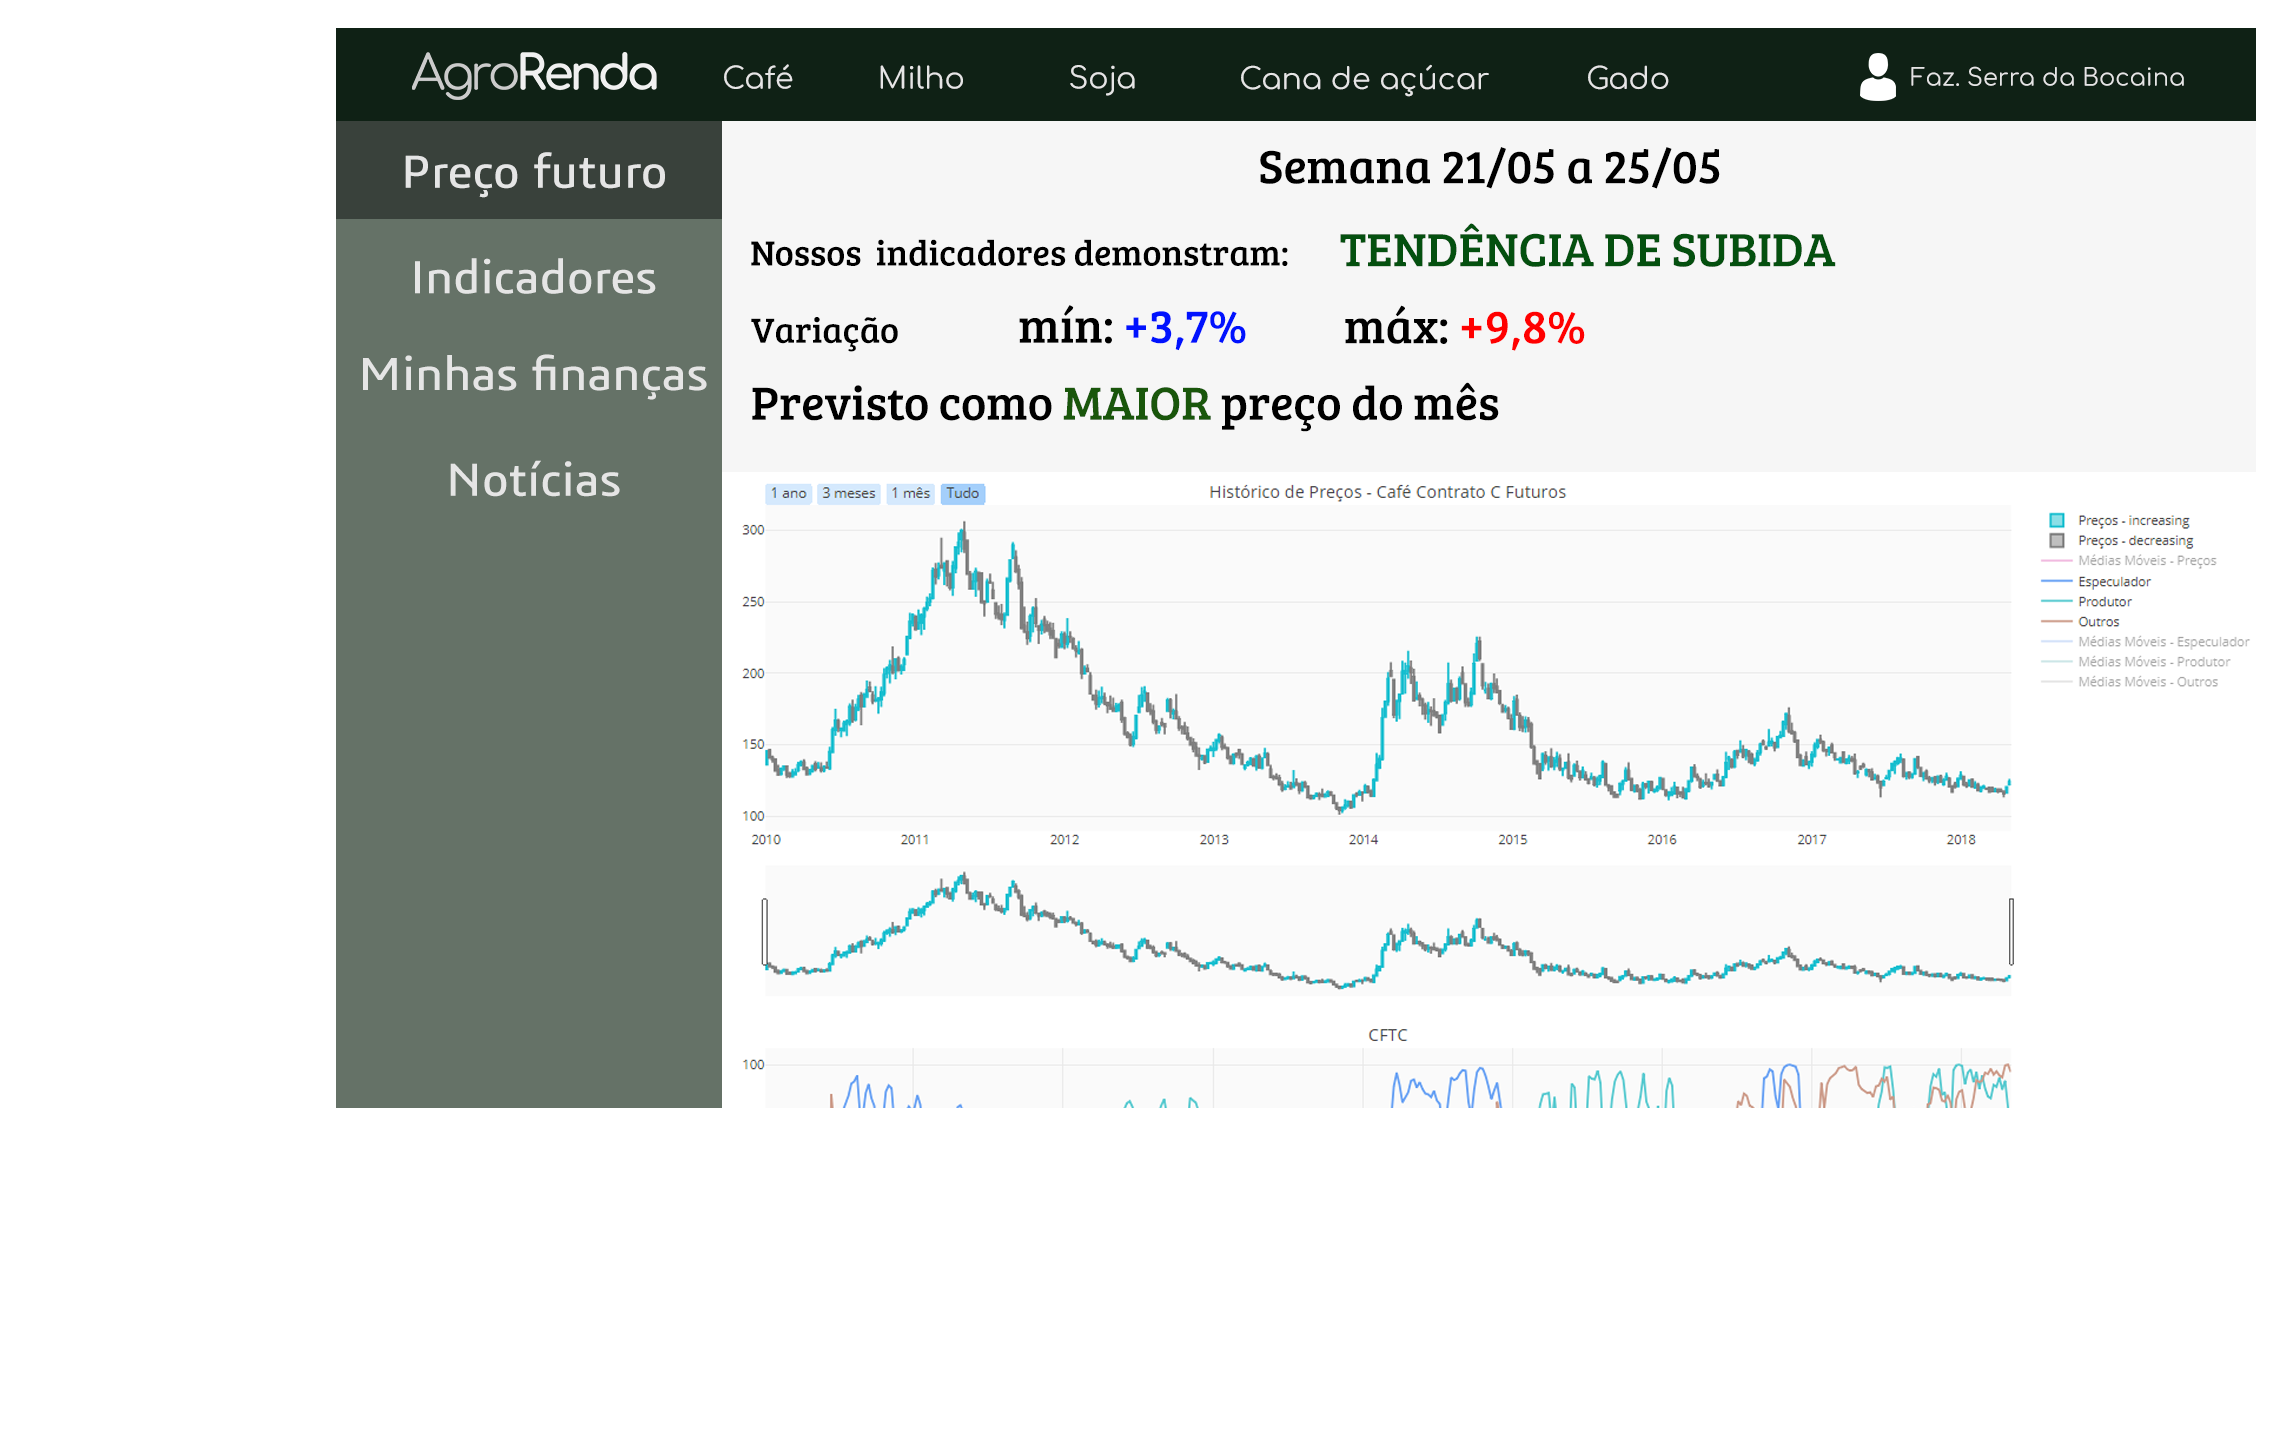 AgroRenda Café Milho Soja Cana de açúcar Gado Faz. Serra da Bocaina
Preço futuro
Indicadores
Minhas finanças
Notícias
Semana 21/05 a 25/05
Nossos indicadores demonstram: TENDÊNCIA DE SUBIDA
Variação mín: +3,7% máx: +9,8%
Previsto como MAIOR preço do mês
1 ano 3 meses 1 mês Tudo
Histórico de Preços - Café Contrato C Futuros
300
250
200
150
100
2010 2011 2012 2013 2014 2015 2016 2017 2018
Preços - increasing
Preços - decreasing
Médias Móveis - Preços
Especulador
Produtor
Outros
Médias Móveis - Especulador
Médias Móveis - Produtor
Médias Móveis - Outros
CFTC
100